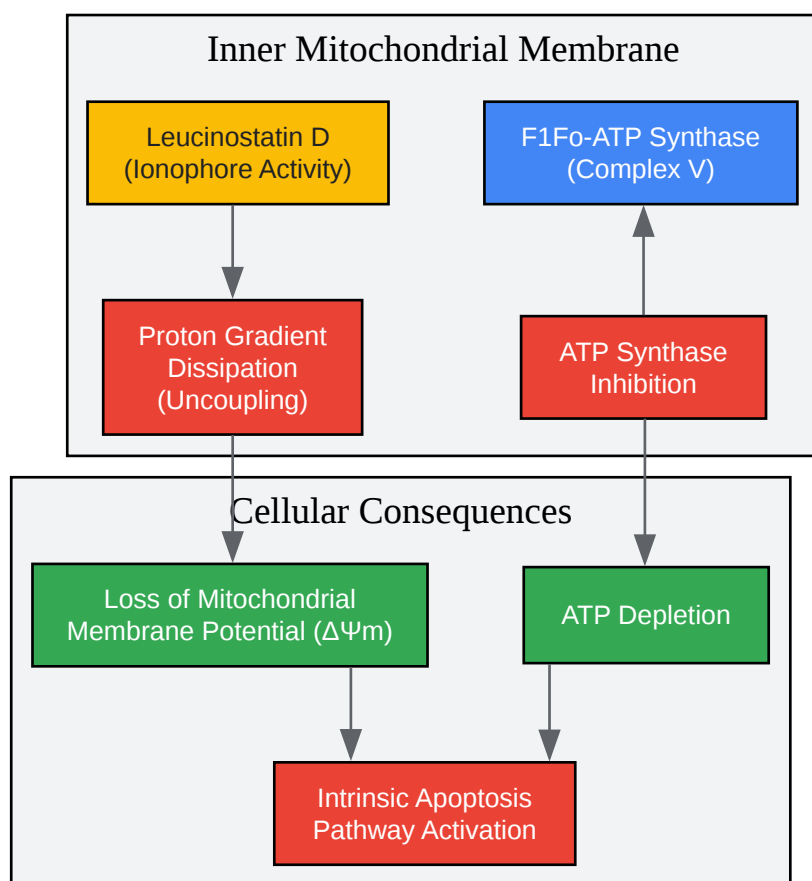 Inner Mitochondrial Membrane
Leucinostatin D
(Ionophore Activity)
F1Fo-ATP Synthase
(Complex V)
Proton Gradient
Dissipation
(Uncoupling)
ATP Synthase
Inhibition
Cellular Consequences
Loss of Mitochondrial
Membrane Potential (ΔΨm)
ATP Depletion
Intrinsic Apoptosis
Pathway Activation